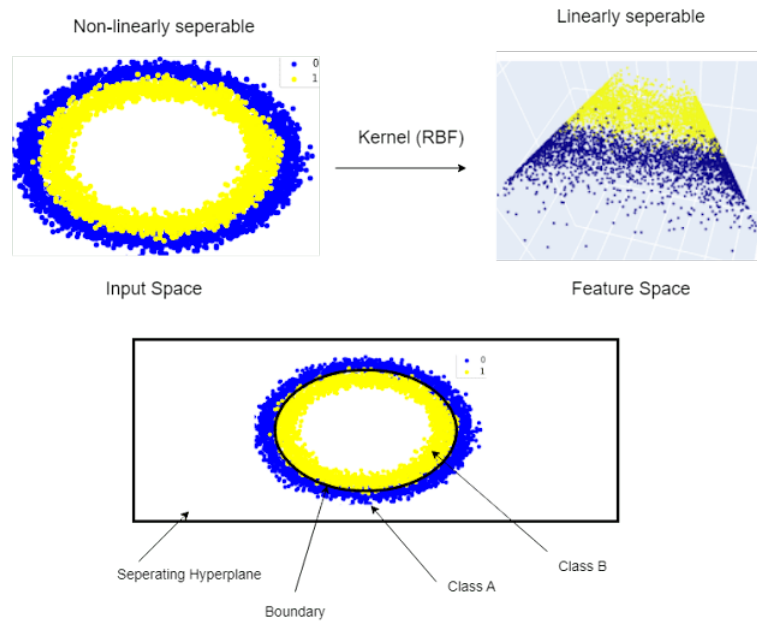 Non-linearly seperable
Linearly seperable
0
1
Kernel (RBF)
Input Space
Feature Space
0
1
Seperating Hyperplane
Boundary
Class A
Class B